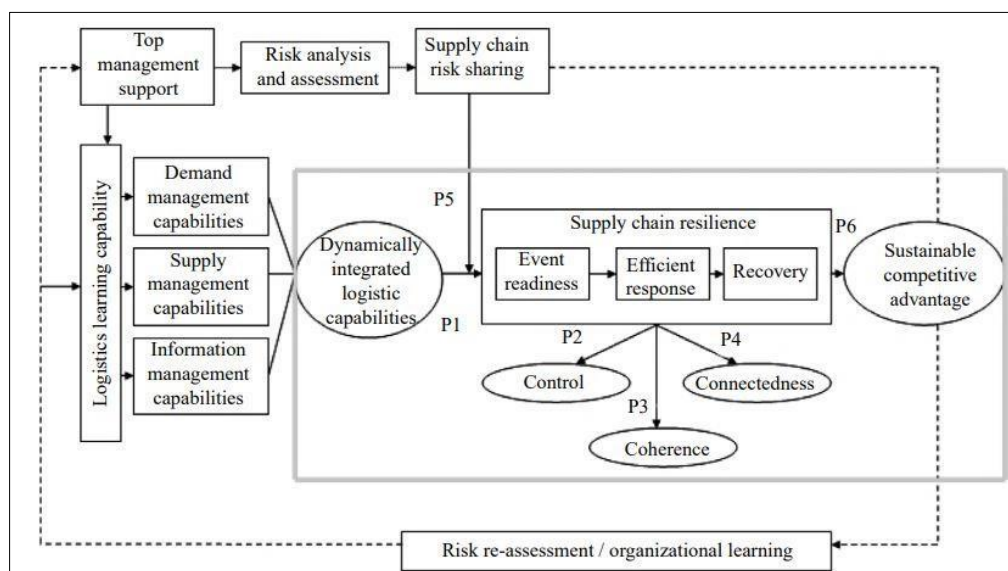 Top
management
support
Risk analysis
and assessment
Supply chain
risk sharing
Logistics learning capability
Demand
management
capabilities
Supply
management
capabilities
Information
management
capabilities
Dynamically
integrated
logistic
capabilities
P5
P1
Supply chain resilience
Event
readiness
Efficient
response
Recovery
P6
Sustainable
competitive
advantage
P2
P4
Control
Connectedness
P3
Coherence
Risk re-assessment / organizational learning